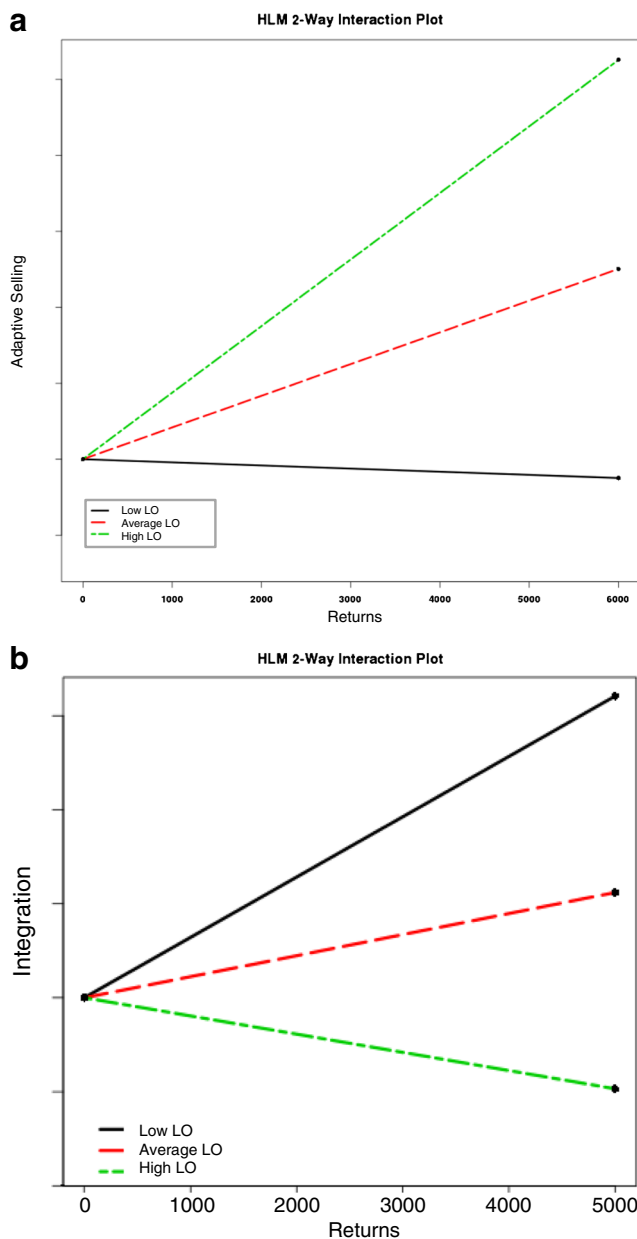 a
HLM 2-Way Interaction Plot
Adaptive Selling
Low LO
Average LO
High LO
0 1000 2000 3000 4000 5000 6000
Returns
b
HLM 2-Way Interaction Plot
Integration
Low LO
Average LO
High LO
0 1000 2000 3000 4000 5000
Returns